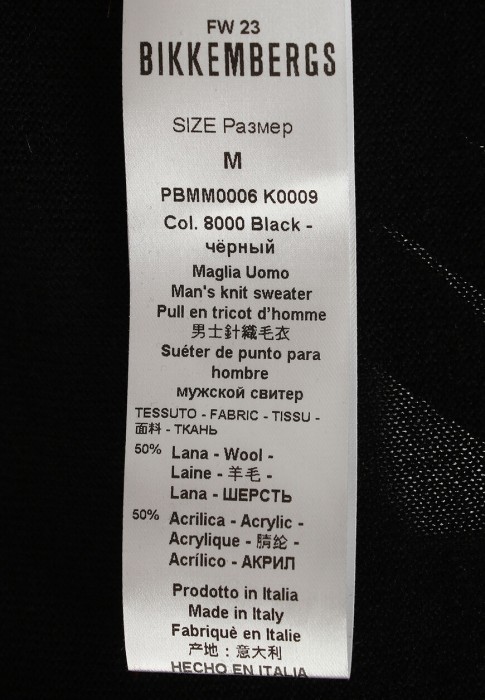 FW 23
BIKKEMBERGS
SIZE Размер
M
PBMM0006 K0009
Col. 8000 Black -
чёрный
Maglia Uomo
Man's knit sweater
Pull en tricot d'homme
男士針織毛衣
Suéter de punto para
hombre
мужской свитер
TESSUTO - FABRIC - TISSU -
面料 - ТКАНЬ
50% Lana - Wool -
Laine - 羊毛 -
Lana - ШЕРСТЬ
50% Acrilica - Acrylic -
Acrylique - 腈纶 -
Acrílico - АКРИЛ
Prodotto in Italia
Made in Italy
Fabriquè en Italie
产地：意大利
HECHO EN ITALIA